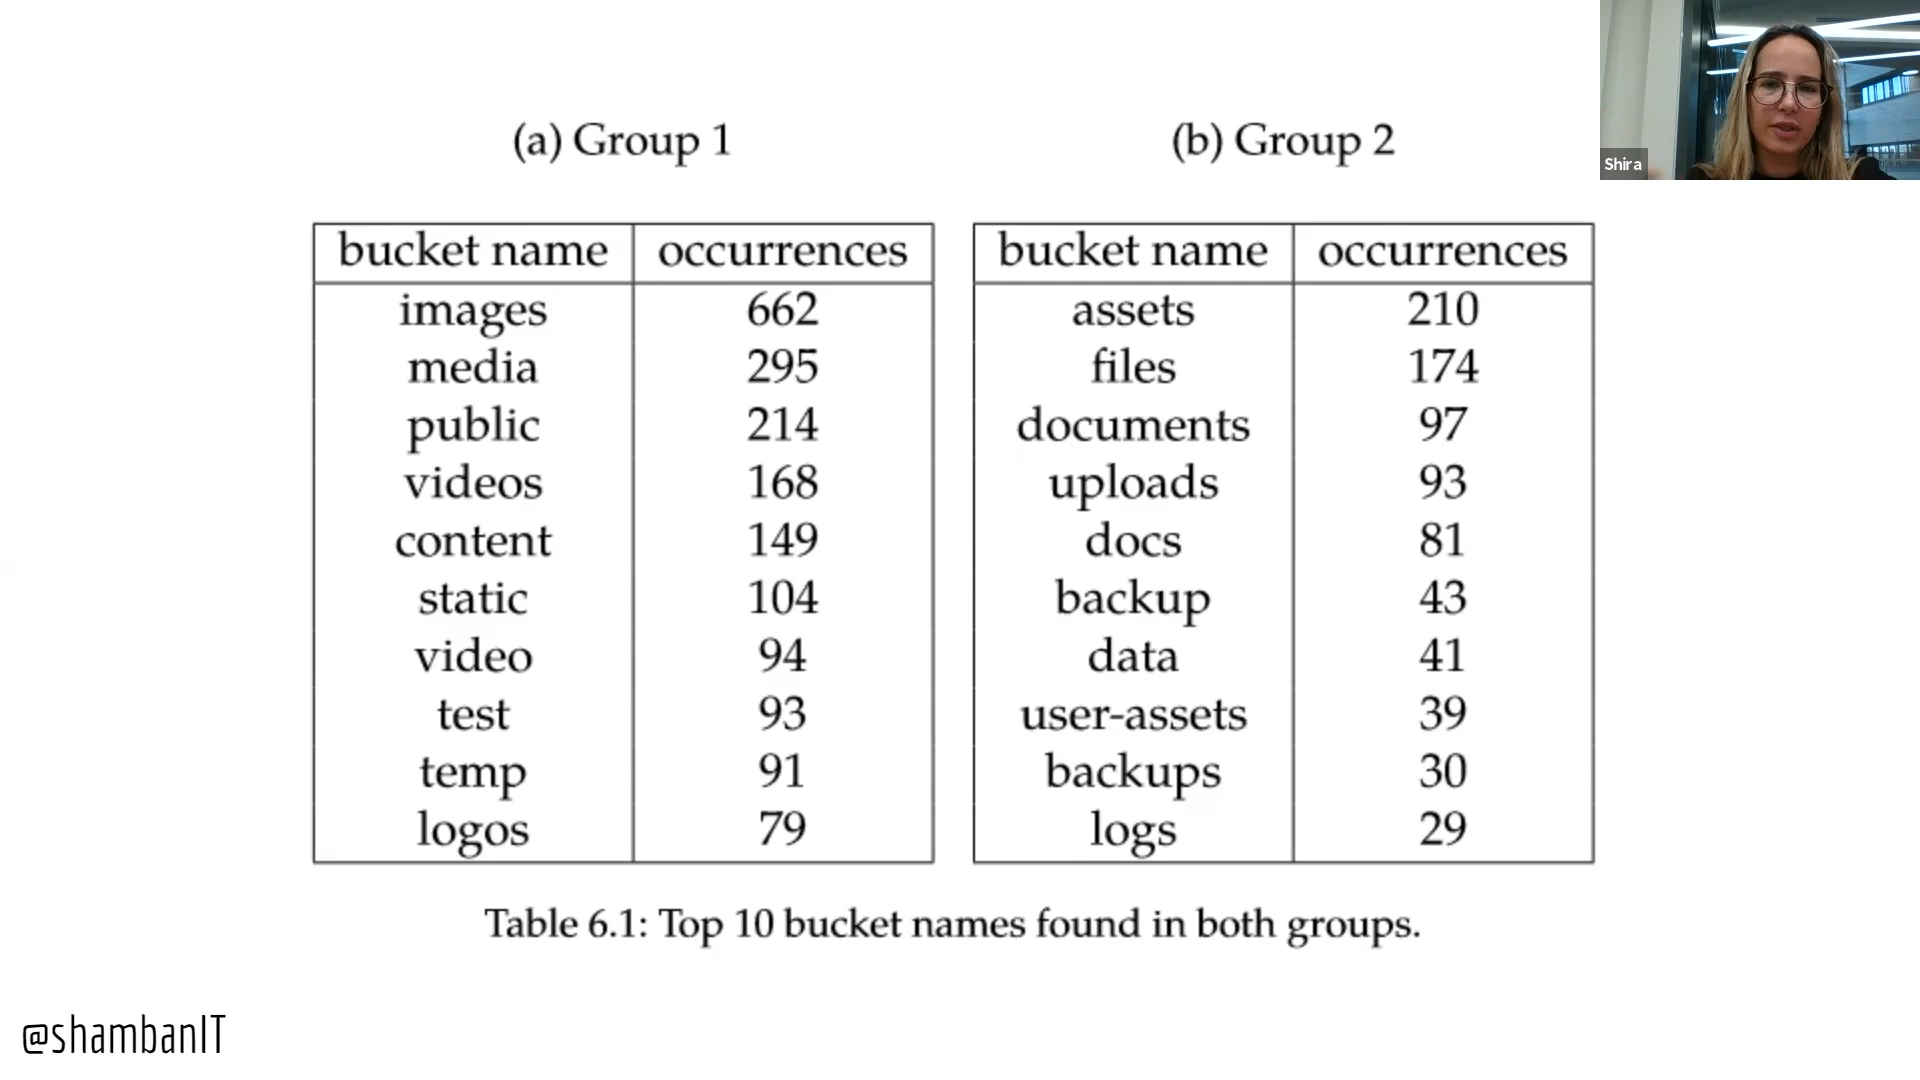 Shira
(a) Group 1
bucket name occurrences
images 662
media 295
public 214
videos 168
content 149
static 104
video 94
test 93
temp 91
logos 79
(b) Group 2
bucket name occurrences
assets 210
files 174
documents 97
uploads 93
docs 81
backup 43
data 41
user-assets 39
backups 30
logs 29
Table 6.1: Top 10 bucket names found in both groups.
@shambanIT